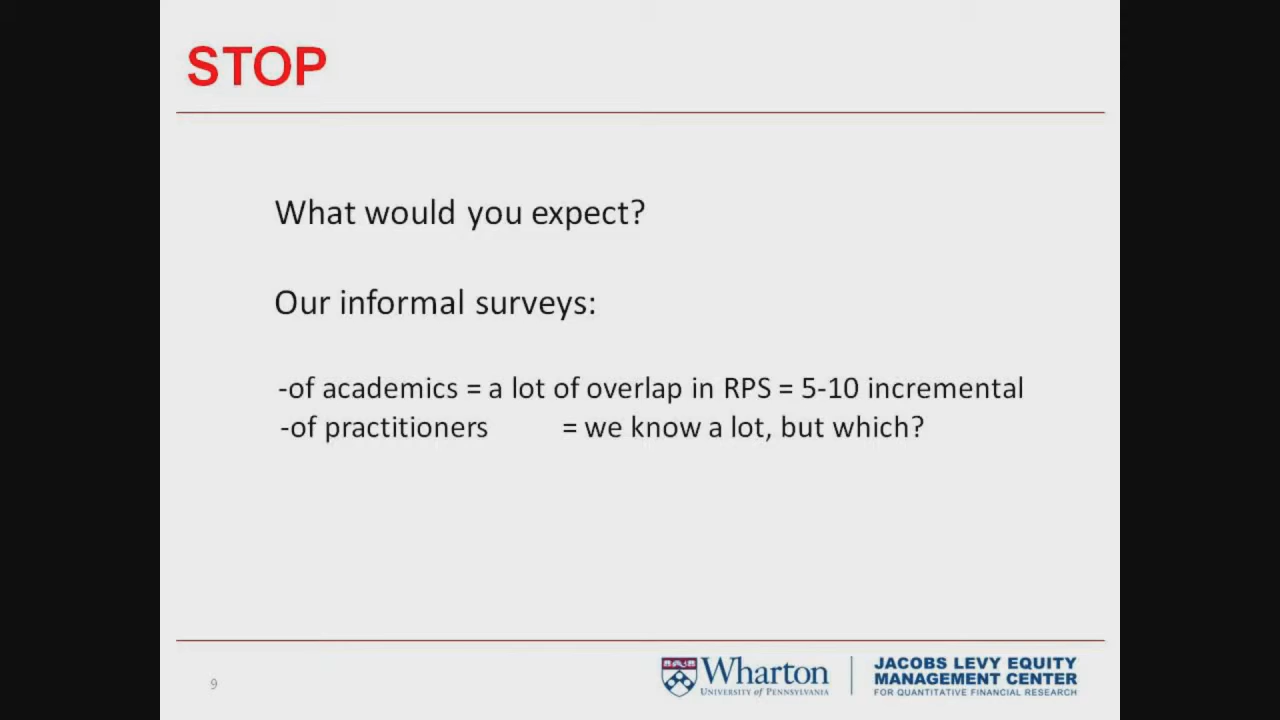 STOP
What would you expect?
Our informal surveys:
-of academics = a lot of overlap in RPS = 5-10 incremental
-of practitioners = we know a lot, but which?
9
Wharton
UNIVERSITY of PENNSYLVANIA
JACOBS LEVY EQUITY
MANAGEMENT CENTER
FOR QUANTITATIVE FINANCIAL RESEARCH